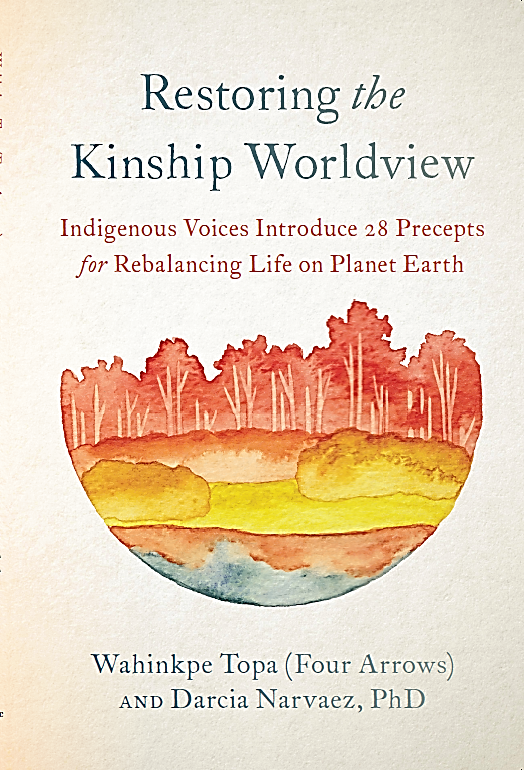 Restoring the
Kinship Worldview
Indigenous Voices Introduce 28 Precepts
for Rebalancing Life on Planet Earth
Wahinkpe Topa (Four Arrows)
AND Darcia Narvaez, PhD